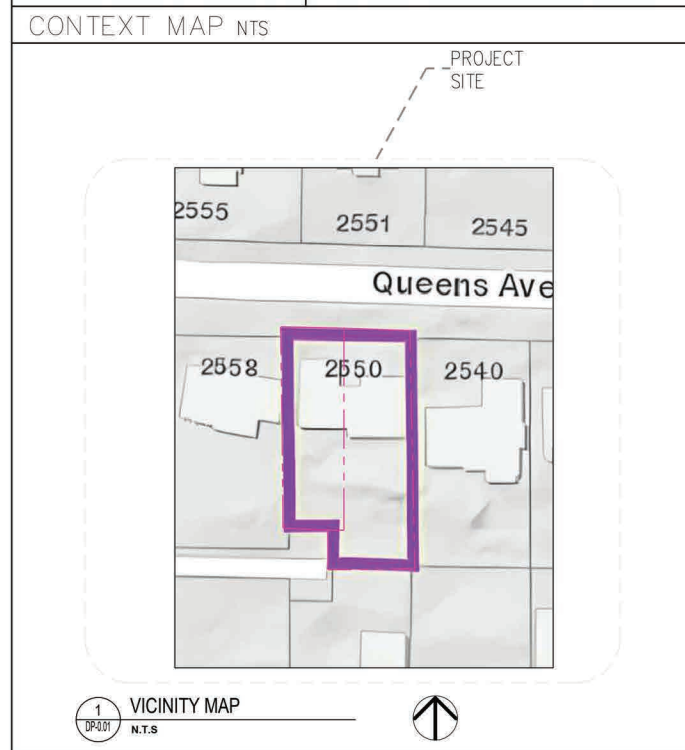 CONTEXT MAP NTS
PROJECT
SITE
2555
2551
2545
Queens Ave
2558
2550
2540
1
DP-0.01
VICINITY MAP
N.T.S